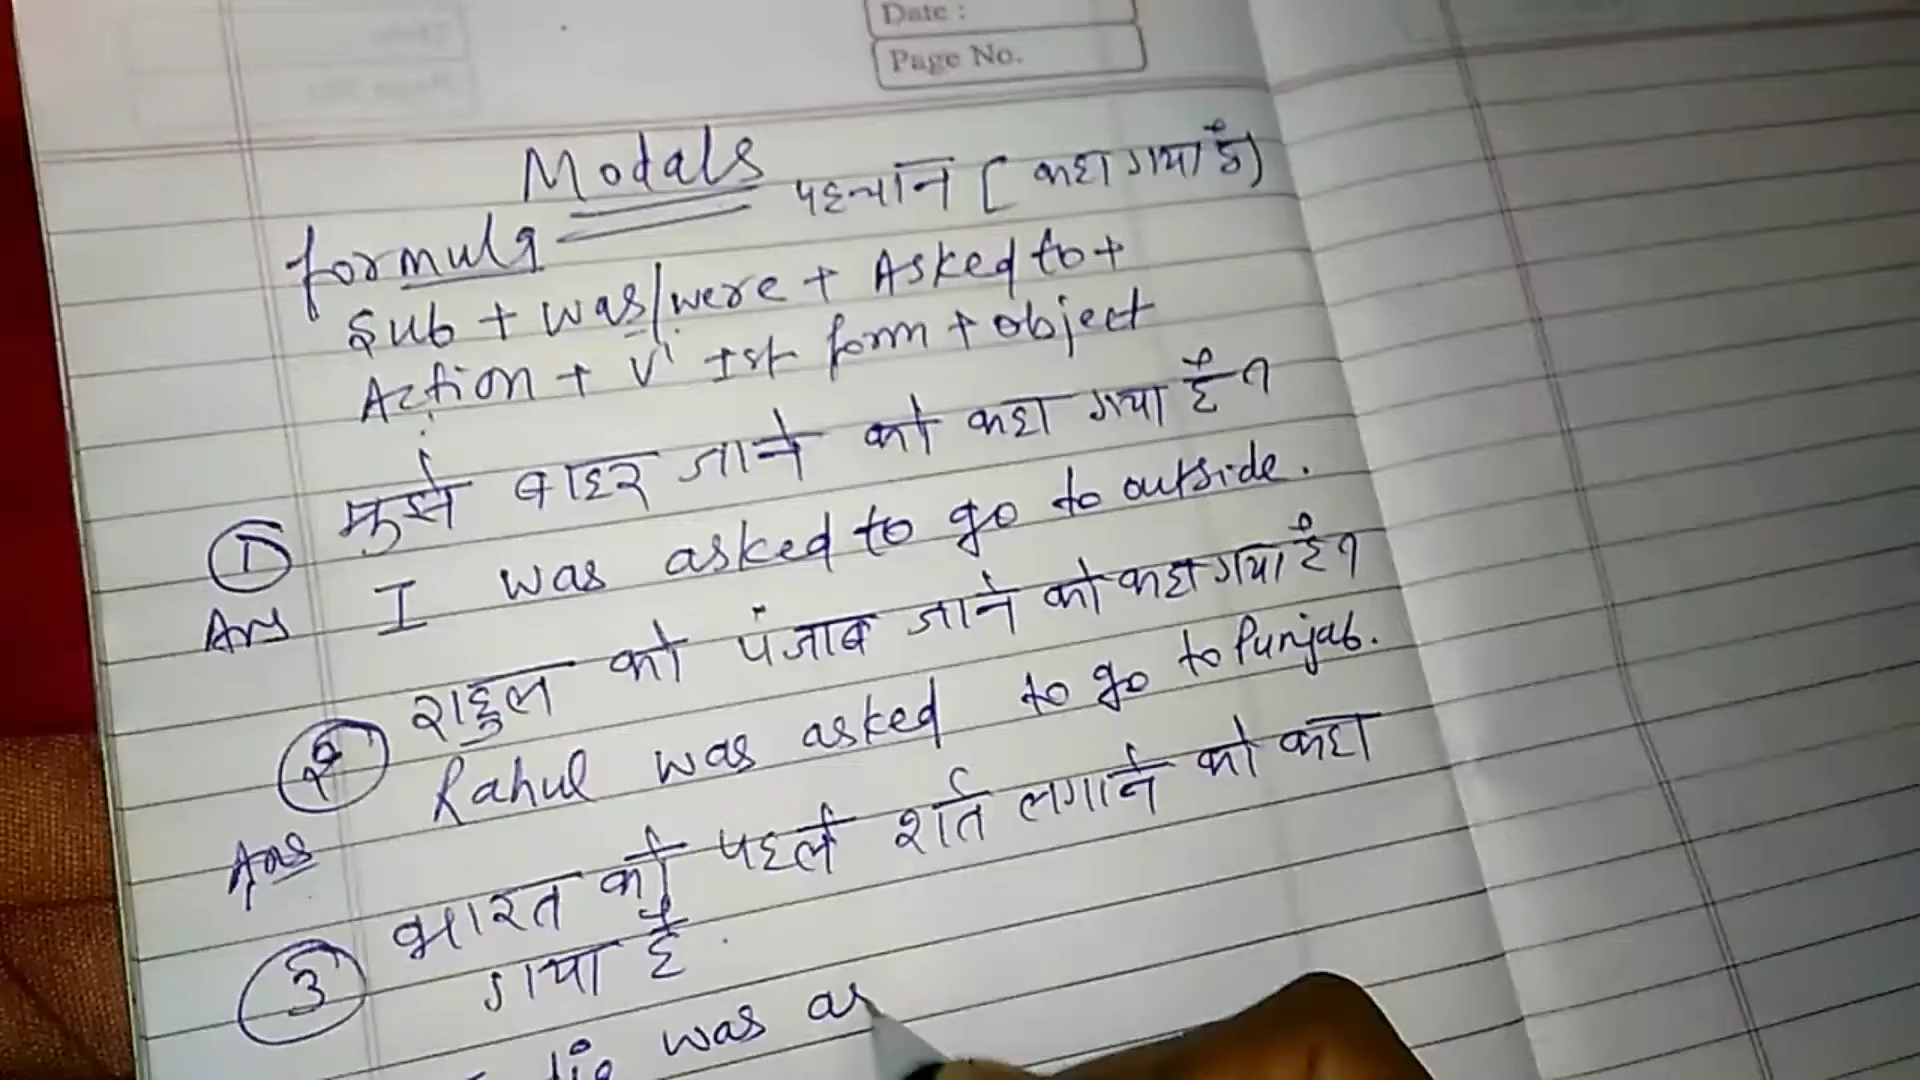 Date :
Page No.
Modals
पहचान [ कहा गया है)
formula
Sub + was/were + Asked to +
Action + V¹ Ist form + object
① मुझे बाहर जाने को कहा गया है।
Ans I was asked to go to outside.
② राहुल को पंजाब जाने को कहा गया है।
Ans Rahul was asked to go to Punjab.
③ भारत को पहले शर्त लगाने को कहा
गया है
was as